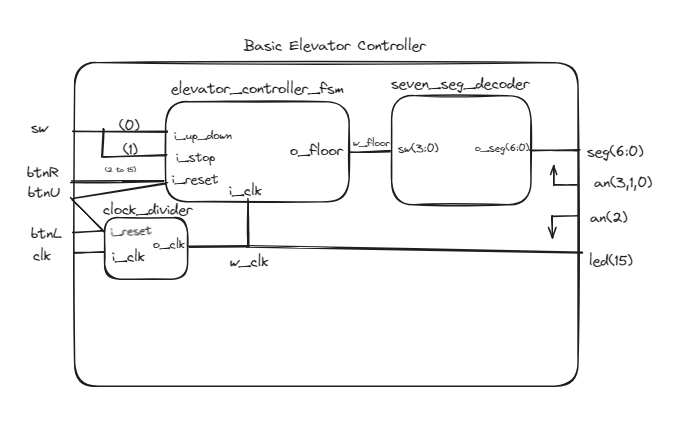 Basic Elevator Controller
elevator_controller_fsm
seven_seg_decoder
sw
(0)
i_up_down
(1)
i_stop
(2 to 15)
i_reset
o_floor
i_clk
w_floor
sw(3:0)
o_seg(6:0)
seg(6:0)
an(3,1,0)
an(2)
led(15)
btnR
btnU
btnL
clk
clock_divider
i_reset
o_clk
i_clk
w_clk